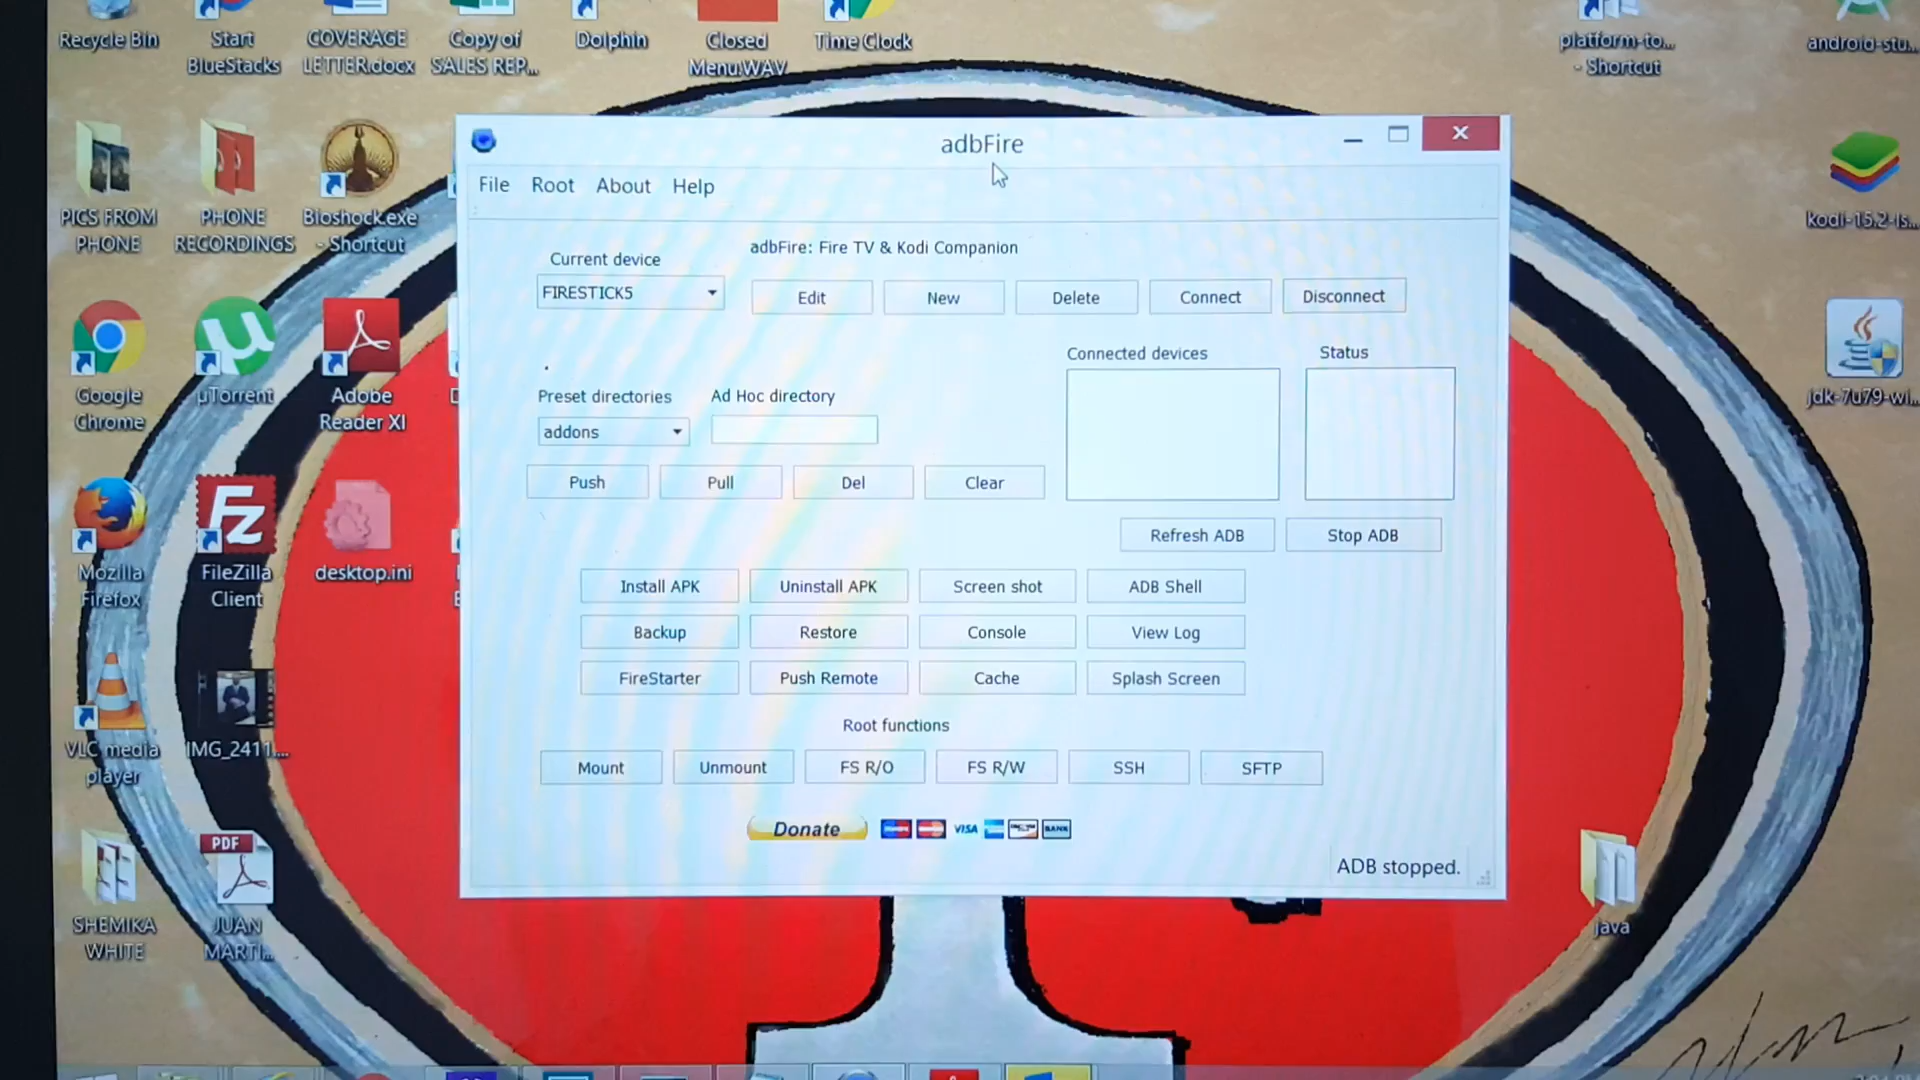 Recycle Bin
Start
BlueStacks
COVERAGE
LETTER.docx
Copy of
SALES REP...
Dolphin
Closed
Menu.WAV
Time Clock
platform-to...
- Shortcut
android-stu...
PICS FROM
PHONE
PHONE
RECORDINGS
Bioshock.exe
- Shortcut
kodi-15.2-Is...
Google
Chrome
µTorrent
Adobe
Reader XI
jdk-7u79-wi...
Mozilla
Firefox
FZ
FileZilla
Client
desktop.ini
VLC media
player
IMG_2411....
SHEMIKA
WHITE
PDF
JUAN
MARTI...
java
adbFire
File Root About Help
Current device
adbFire: Fire TV & Kodi Companion
FIRESTICK5
Edit New Delete Connect Disconnect
Connected devices Status
Preset directories Ad Hoc directory
addons
Push Pull Del Clear
Refresh ADB Stop ADB
Install APK Uninstall APK Screen shot ADB Shell
Backup Restore Console View Log
FireStarter Push Remote Cache Splash Screen
Root functions
Mount Unmount FS R/O FS R/W SSH SFTP
Donate VISA BANK
ADB stopped.